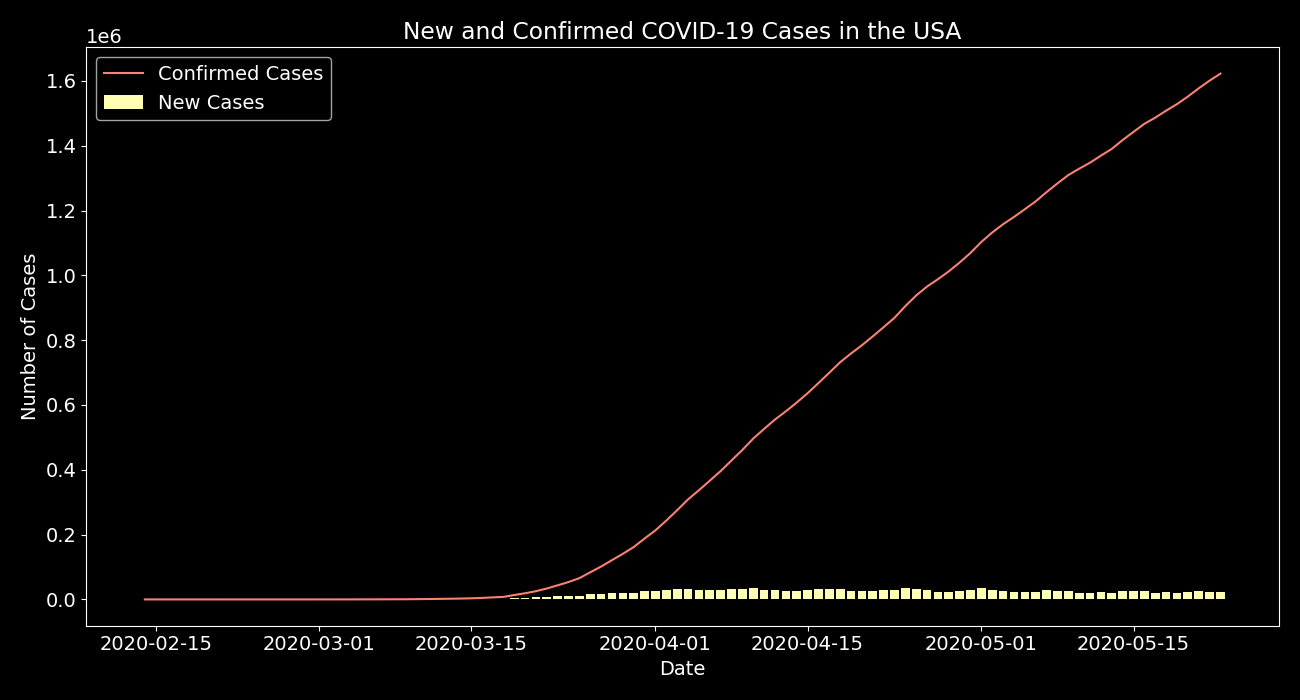 New and Confirmed COVID-19 Cases in the USA
1e6
Confirmed Cases
New Cases
1.6
1.4
1.2
1.0
0.8
0.6
0.4
0.2
0.0
Number of Cases
2020-02-15 2020-03-01 2020-03-15 2020-04-01 2020-04-15 2020-05-01 2020-05-15
Date